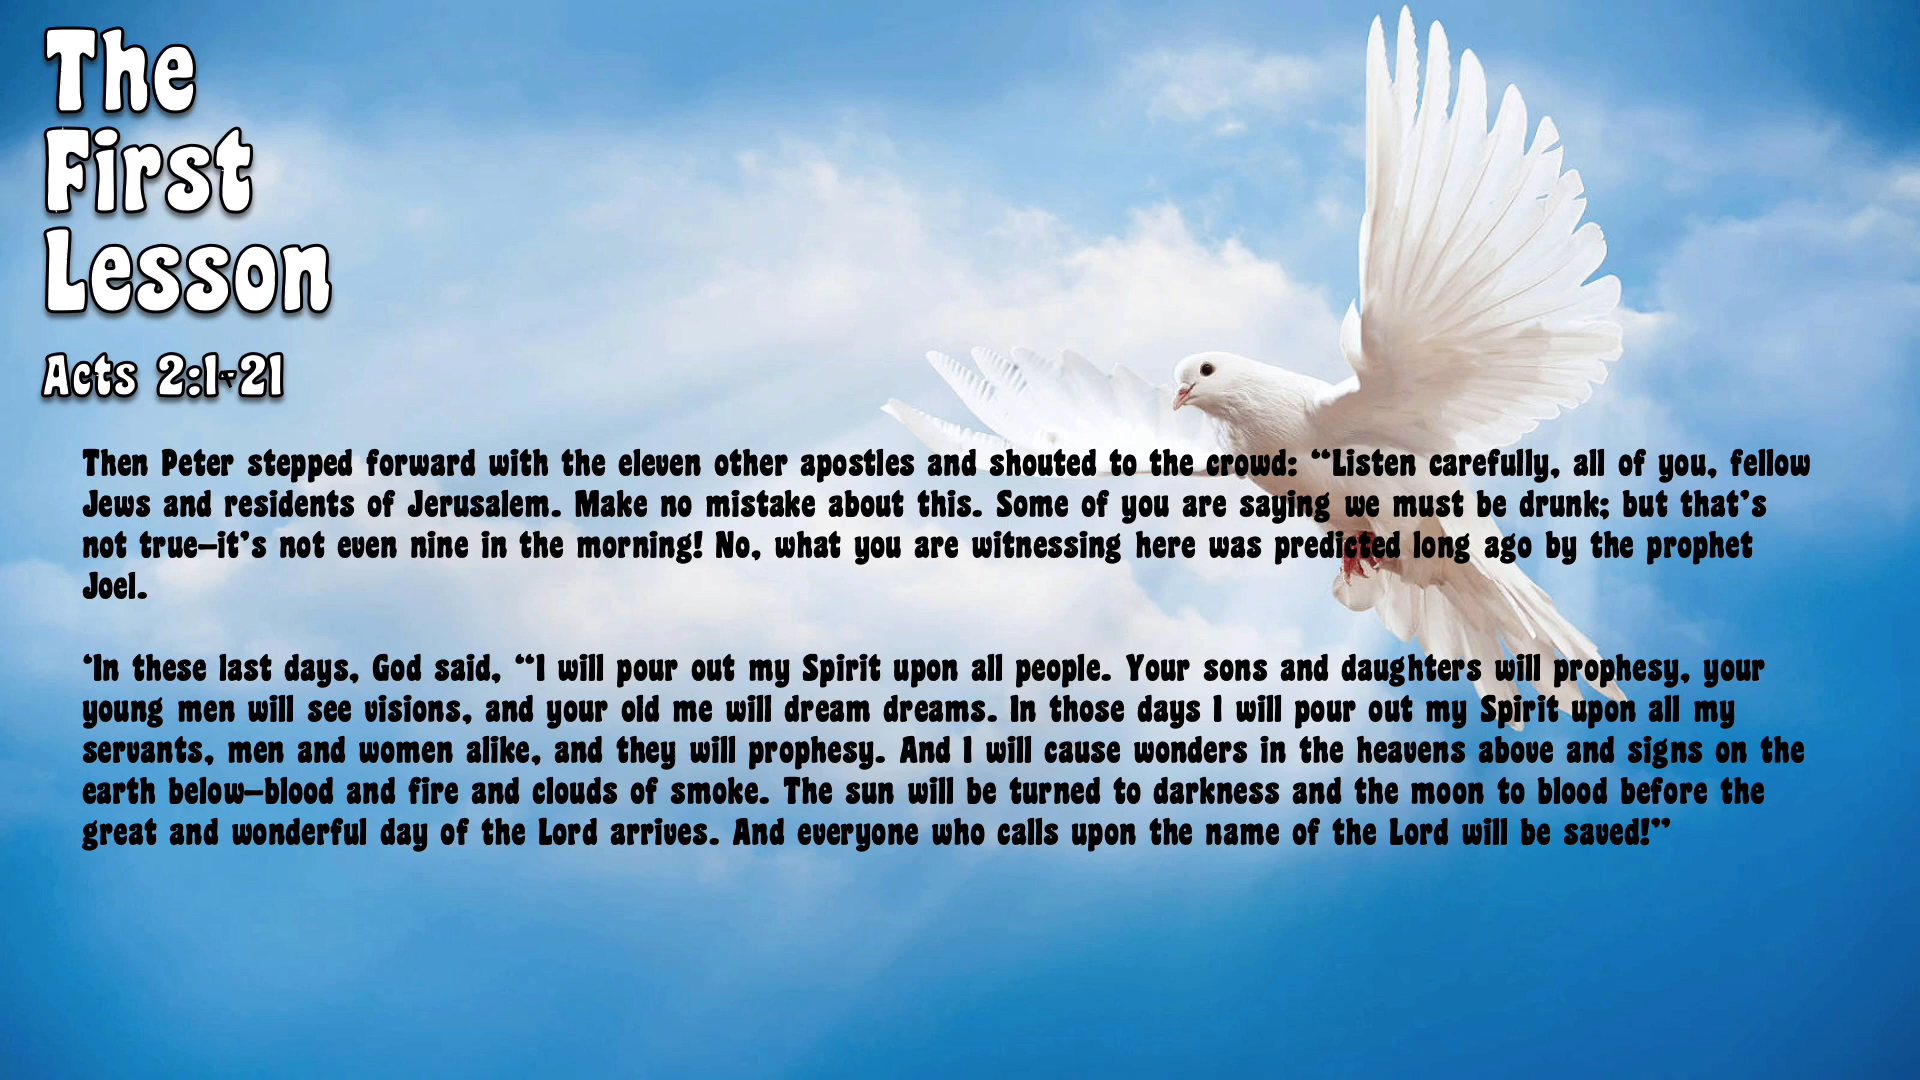 The
First
Lesson
Acts 2:1-21
Then Peter stepped forward with the eleven other apostles and shouted to the crowd: “Listen carefully, all of you, fellow
Jews and residents of Jerusalem. Make no mistake about this. Some of you are saying we must be drunk; but that’s
not true—it’s not even nine in the morning! No, what you are witnessing here was predicted long ago by the prophet
Joel.
‘In these last days, God said, “I will pour out my Spirit upon all people. Your sons and daughters will prophesy, your
young men will see visions, and your old me will dream dreams. In those days I will pour out my Spirit upon all my
servants, men and women alike, and they will prophesy. And I will cause wonders in the heavens above and signs on the
earth below—blood and fire and clouds of smoke. The sun will be turned to darkness and the moon to blood before the
great and wonderful day of the Lord arrives. And everyone who calls upon the name of the Lord will be saved!”